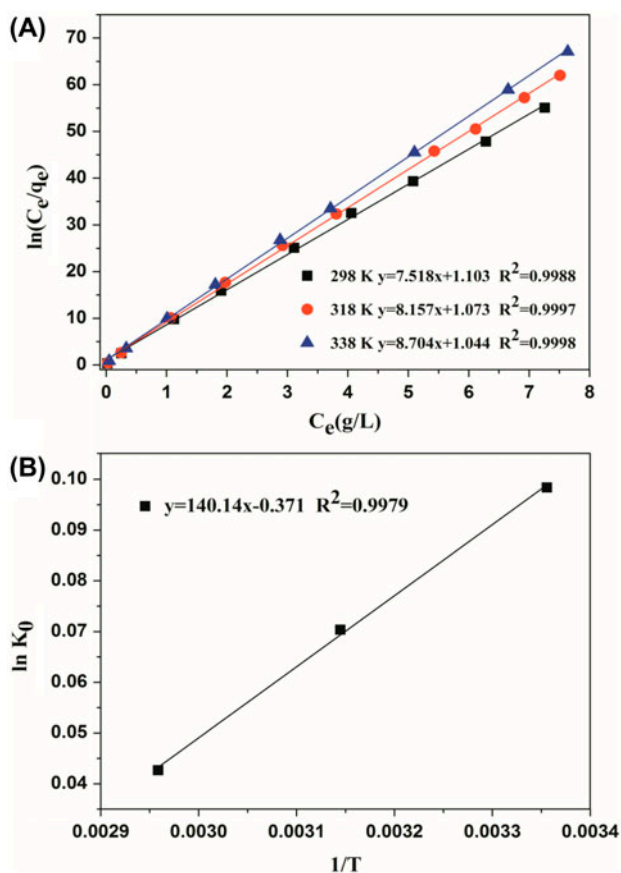 (A)
70
60
50
40
30
20
10
0
ln(Ce/qe)
298 K y=7.518x+1.103 R²=0.9988
318 K y=8.157x+1.073 R²=0.9997
338 K y=8.704x+1.044 R²=0.9998
0 1 2 3 4 5 6 7 8
Ce(g/L)
(B)
y=140.14x-0.371 R²=0.9979
0.10
0.09
0.08
0.07
0.06
0.05
0.04
ln K0
0.0029 0.0030 0.0031 0.0032 0.0033 0.0034
1/T